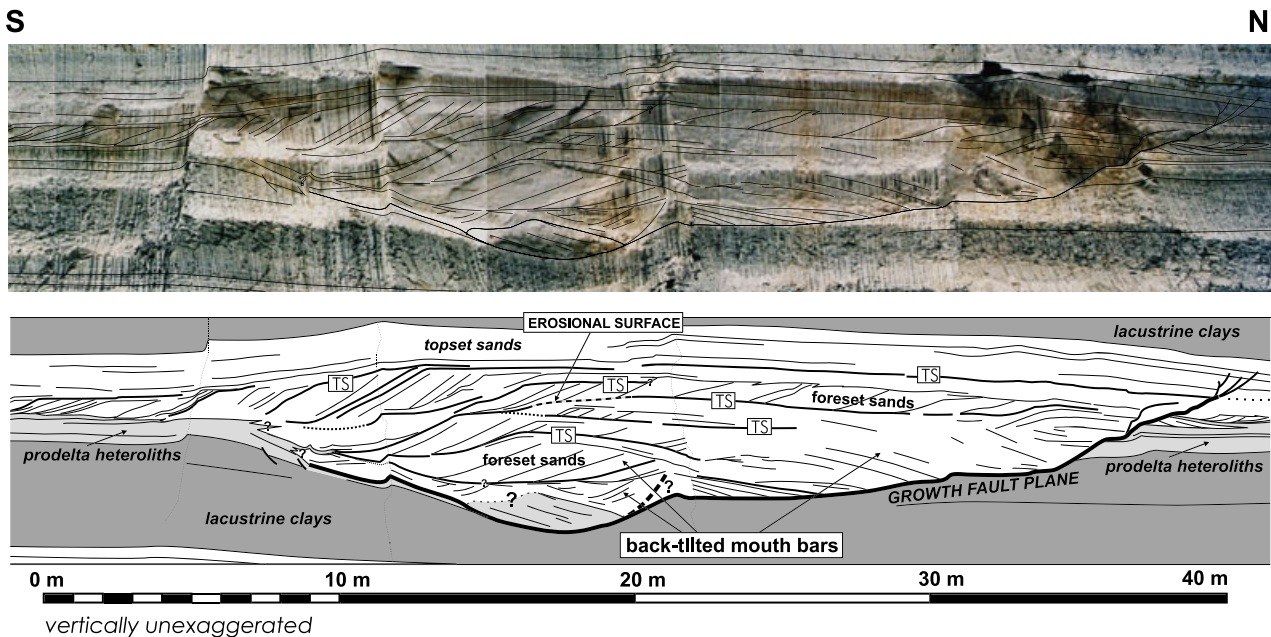 S
N
EROSIONAL SURFACE
lacustrine clays
topset sands
TS
TS
TS
TS
foreset sands
TS
?
?
prodelta heteroliths
?
foreset sands
?
?
?
prodelta heteroliths
GROWTH FAULT PLANE
lacustrine clays
back-tilted mouth bars
0 m
10 m
20 m
30 m
40 m
vertically unexaggerated